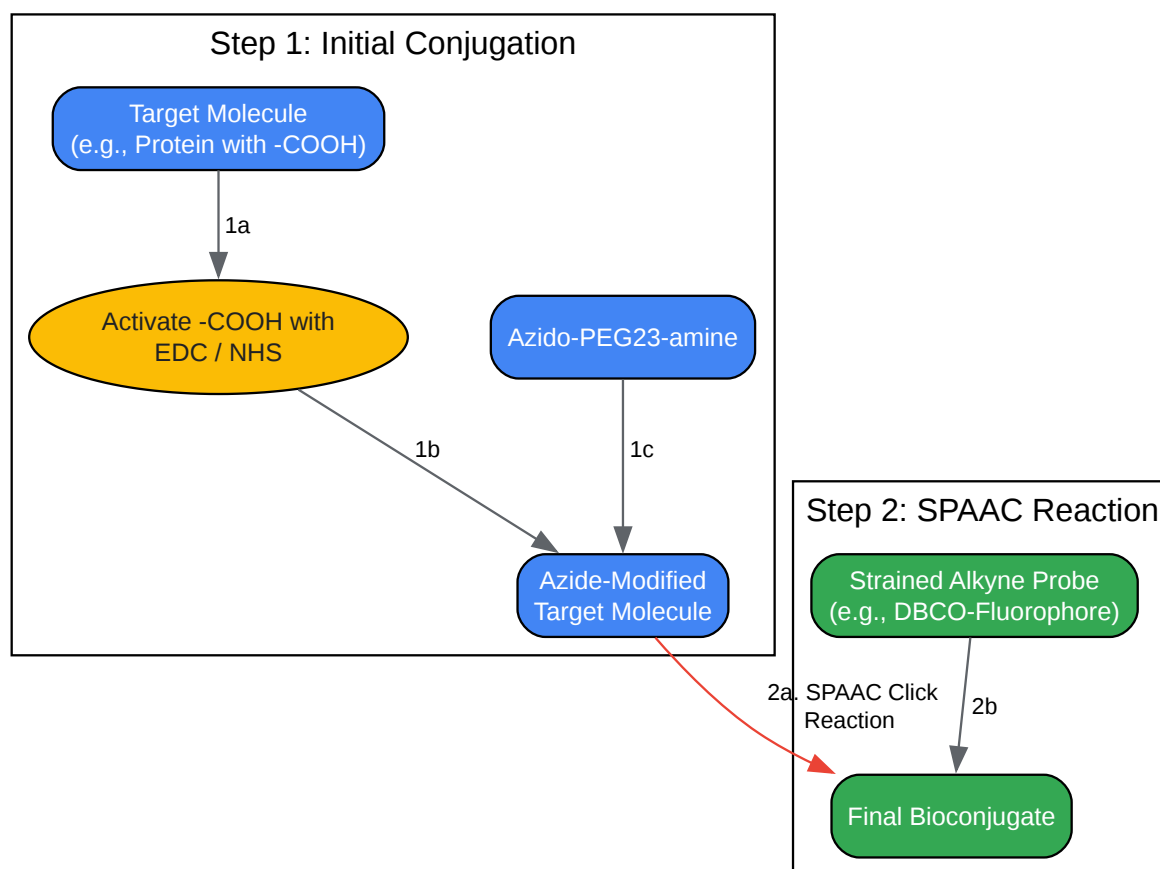 Step 1: Initial Conjugation
Target Molecule
(e.g., Protein with -COOH)
1a
Activate -COOH with
EDC / NHS
Azido-PEG23-amine
1b
1c
Azide-Modified
Target Molecule
Step 2: SPAAC Reaction
Strained Alkyne Probe
(e.g., DBCO-Fluorophore)
2a. SPAAC Click
Reaction
2b
Final Bioconjugate